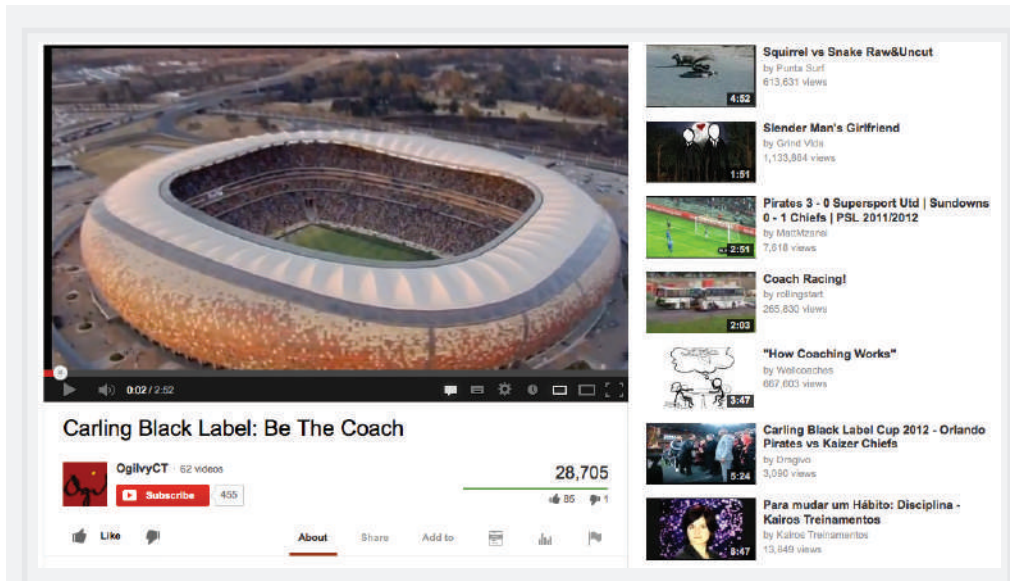 0:02 / 2:52
Carling Black Label: Be The Coach
OgilvyCT · 62 videos
Subscribe
455
28,705
85
1
Like
About
Share
Add to
Squirrel vs Snake Raw&Uncut
by Punta Surf
613,631 views
4:52
Slender Man's Girlfriend
by Grind Vida
1,133,884 views
1:51
Pirates 3 - 0 Supersport Utd | Sundowns
0 - 1 Chiefs | PSL 2011/2012
by MattMzansi
7,618 views
2:51
Coach Racing!
by rollingstart
265,830 views
2:03
"How Coaching Works"
by Wellcoaches
667,603 views
3:47
Carling Black Label Cup 2012 - Orlando
Pirates vs Kaizer Chiefs
by Dragivo
3,090 views
5:24
Para mudar um Hábito: Disciplina -
Kairos Treinamentos
by Kairos Treinamentos
13,849 views
8:47